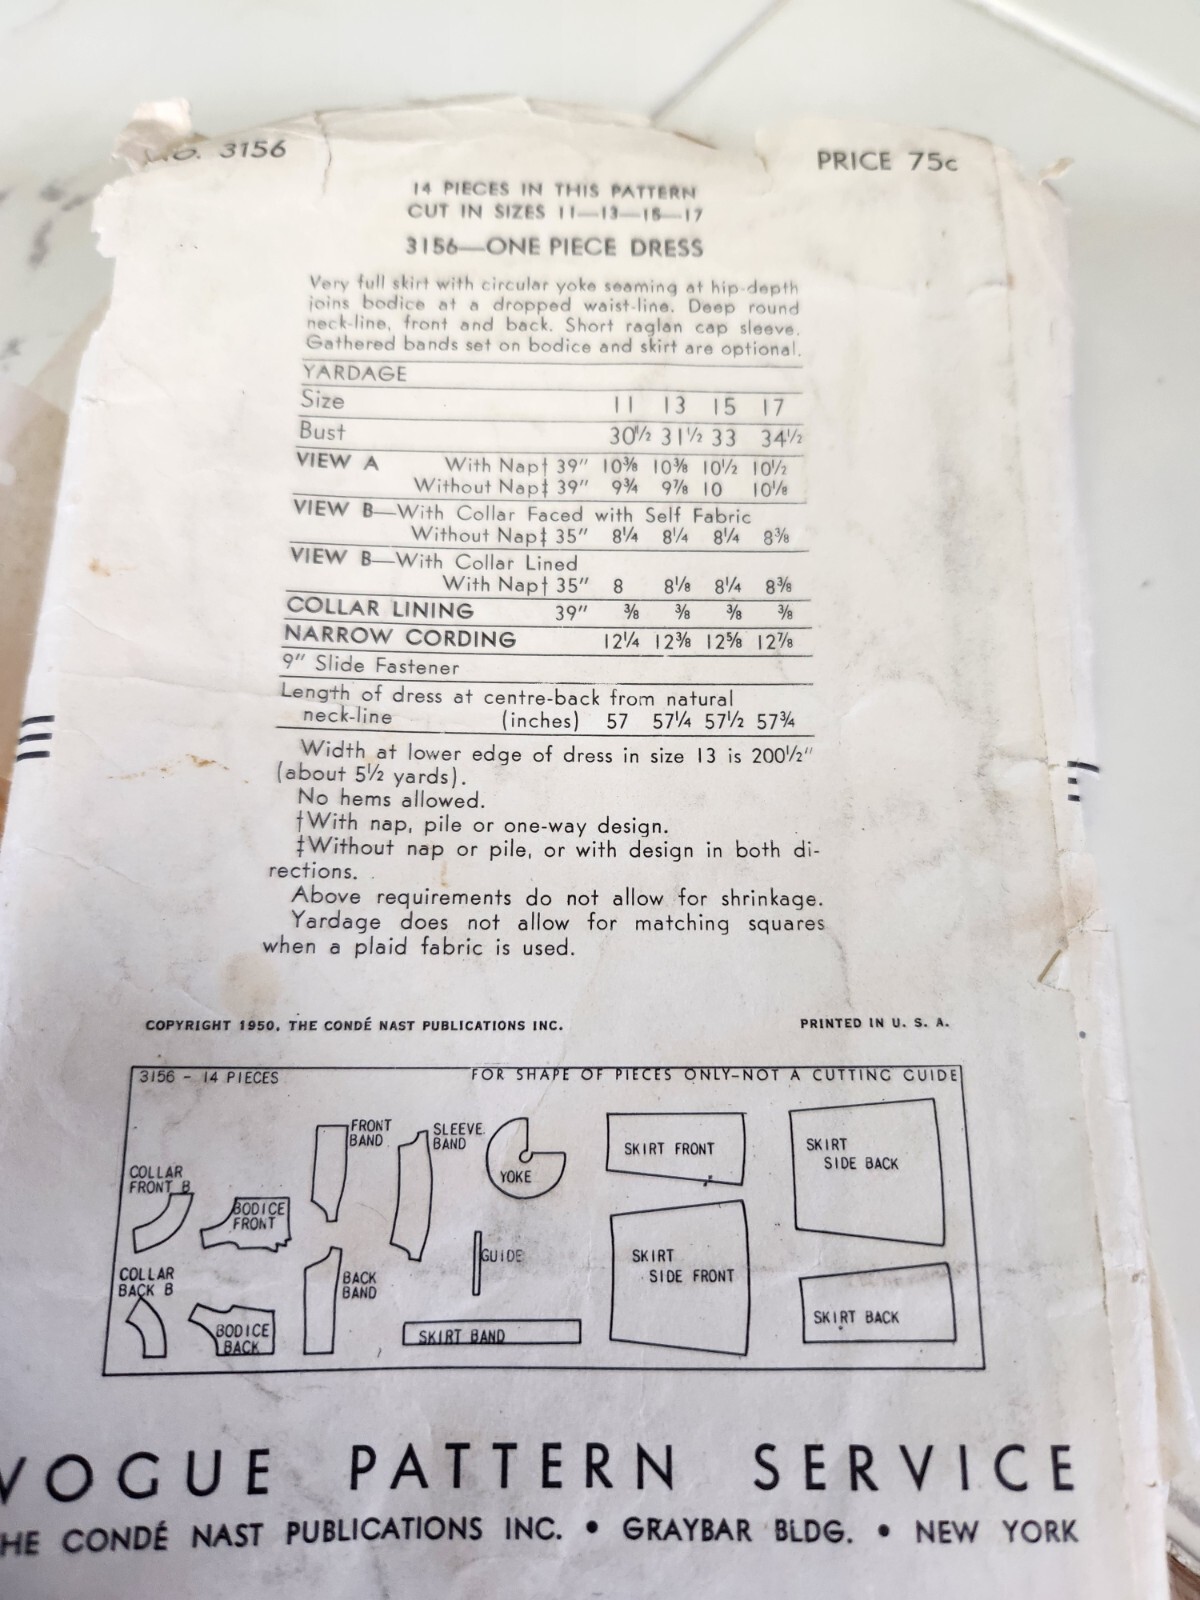 NO. 3156
PRICE 75c
14 PIECES IN THIS PATTERN
CUT IN SIZES 11—13—15—17
3156—ONE PIECE DRESS
Very full skirt with circular yoke seaming at hip-depth
joins bodice at a dropped waist-line. Deep round
neck-line, front and back. Short raglan cap sleeve.
Gathered bands set on bodice and skirt are optional.
YARDAGE
Size 11 13 15 17
Bust 30½ 31½ 33 34½
VIEW A With Nap† 39" 10⅜ 10⅜ 10½ 10½
Without Nap‡ 39" 9¾ 9⅞ 10 10⅛
VIEW B—With Collar Faced with Self Fabric
Without Nap‡ 35" 8¼ 8¼ 8¼ 8⅜
VIEW B—With Collar Lined
With Nap† 35" 8 8⅛ 8¼ 8⅜
COLLAR LINING 39" ⅜ ⅜ ⅜ ⅜
NARROW CORDING 12¼ 12⅜ 12⅝ 12⅞
9" Slide Fastener
Length of dress at centre-back from natural
neck-line (inches) 57 57¼ 57½ 57¾
Width at lower edge of dress in size 13 is 200½"
(about 5½ yards).
No hems allowed.
†With nap, pile or one-way design.
‡Without nap or pile, or with design in both di-
rections.
Above requirements do not allow for shrinkage.
Yardage does not allow for matching squares
when a plaid fabric is used.
COPYRIGHT 1950, THE CONDÉ NAST PUBLICATIONS INC.
PRINTED IN U. S. A.
3156 - 14 PIECES
FOR SHAPE OF PIECES ONLY—NOT A CUTTING GUIDE
COLLAR
FRONT B
BODICE
FRONT
FRONT
BAND
SLEEVE
BAND
YOKE
SKIRT FRONT
SKIRT
SIDE BACK
COLLAR
BACK B
BODICE
BACK
BACK
BAND
GUIDE
SKIRT BAND
SKIRT
SIDE FRONT
SKIRT BACK
VOGUE PATTERN SERVICE
THE CONDÉ NAST PUBLICATIONS INC. • GRAYBAR BLDG. • NEW YORK